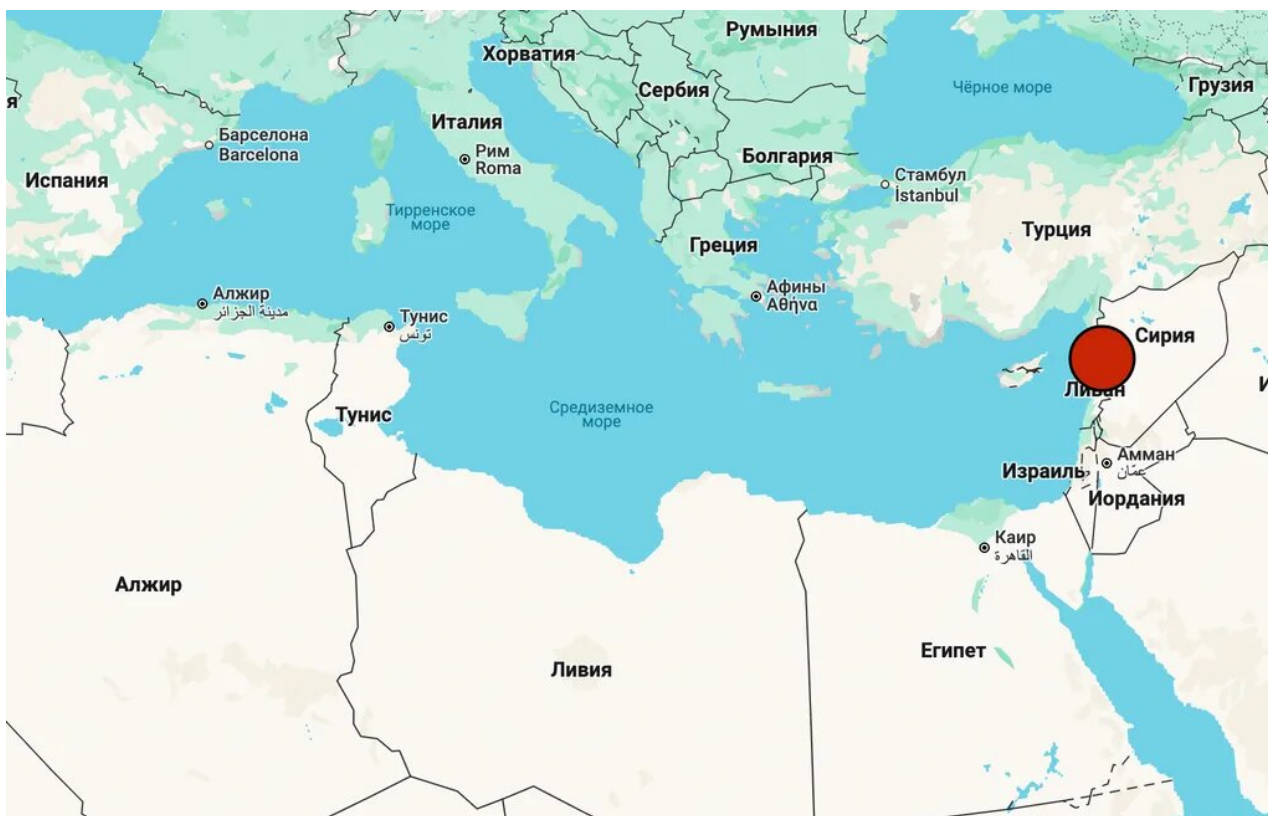 Румыния
Хорватия
Чёрное море
Грузия
Сербия
я
Италия
Барселона
Barcelona
Рим
Roma
Болгария
Испания
Стамбул
İstanbul
Тирренское
море
Турция
Греция
Афины
Αθήνα
Алжир
مدينة الجزائر
Тунис
تونس
Сирия
И
Ливан
Средиземное
море
Тунис
Амман
عمّان
Израиль
Иордания
Каир
القاهرة
Алжир
Египет
Ливия